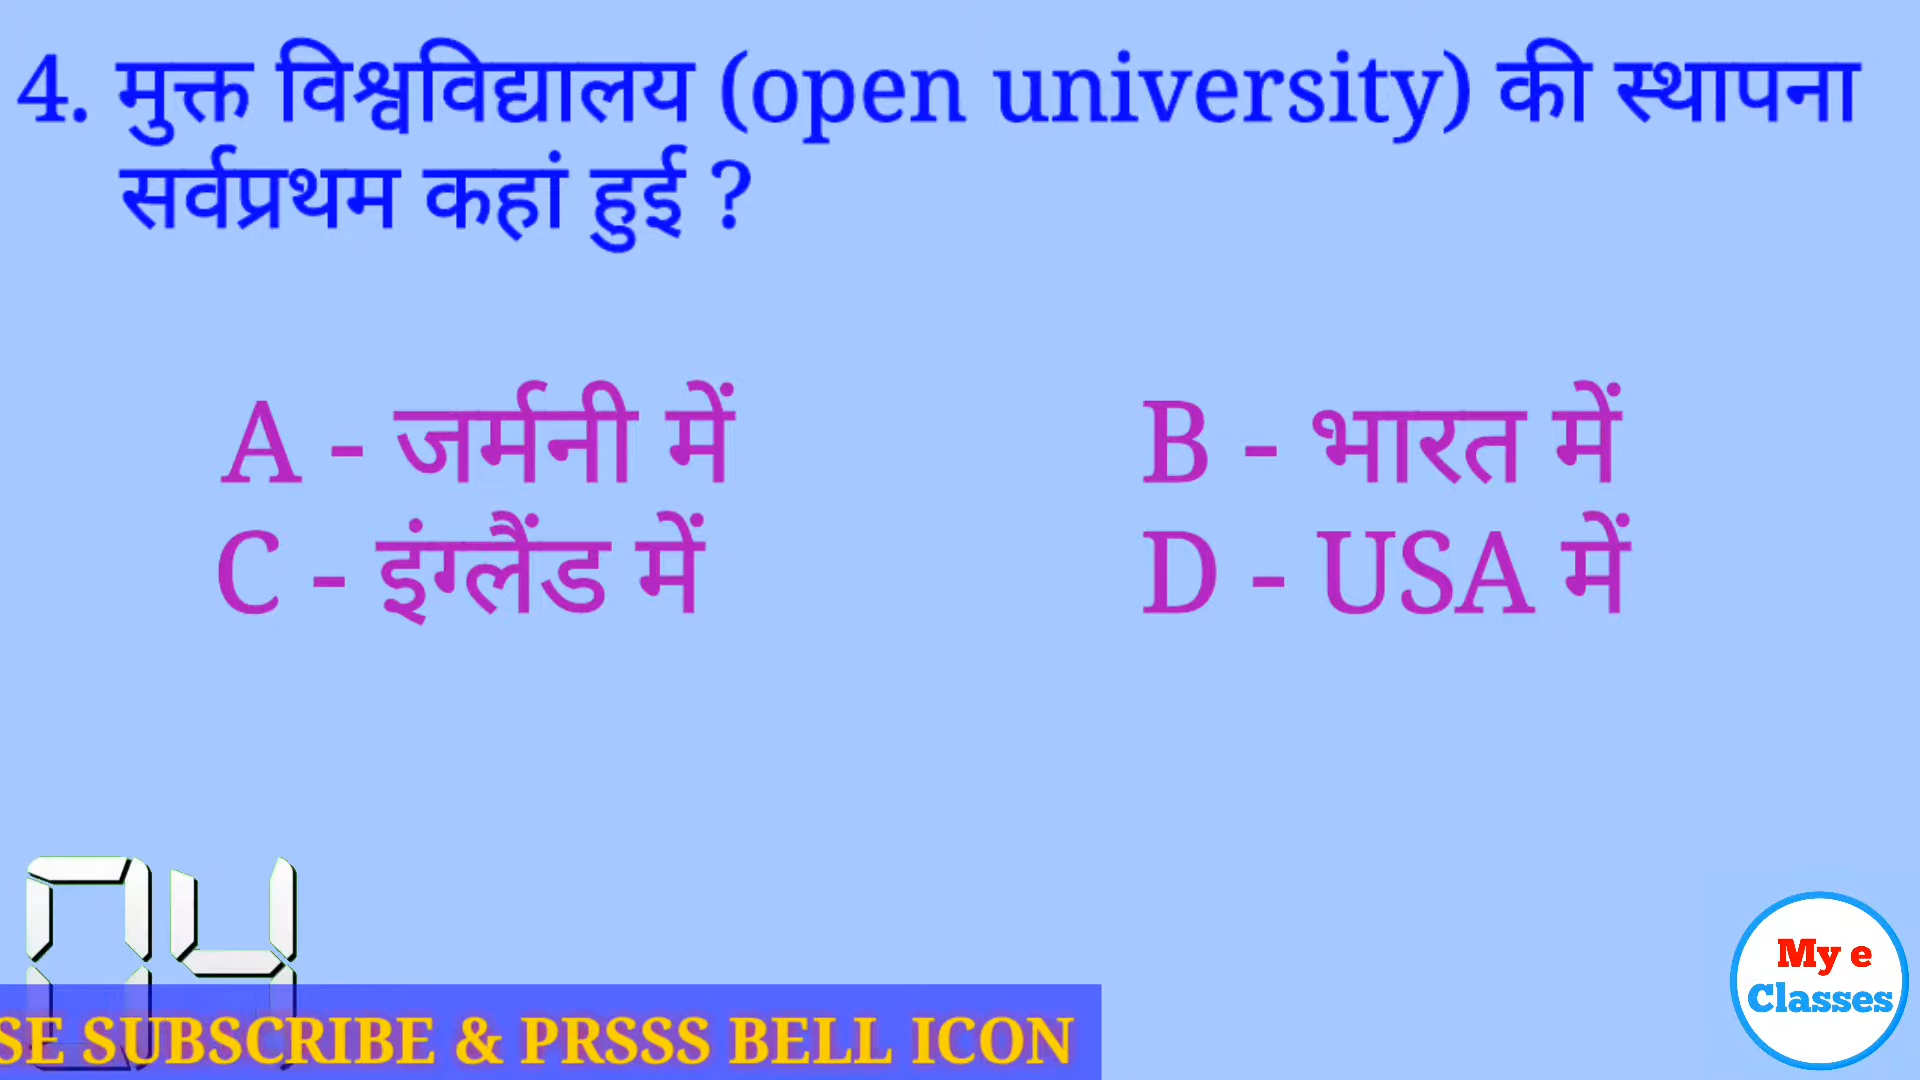 4. मुक्त विश्वविद्यालय (open university) की स्थापना
सर्वप्रथम कहां हुई ?
A - जर्मनी में
B - भारत में
C - इंग्लैंड में
D - USA में
04
SE SUBSCRIBE & PRSSS BELL ICON
My e
Classes